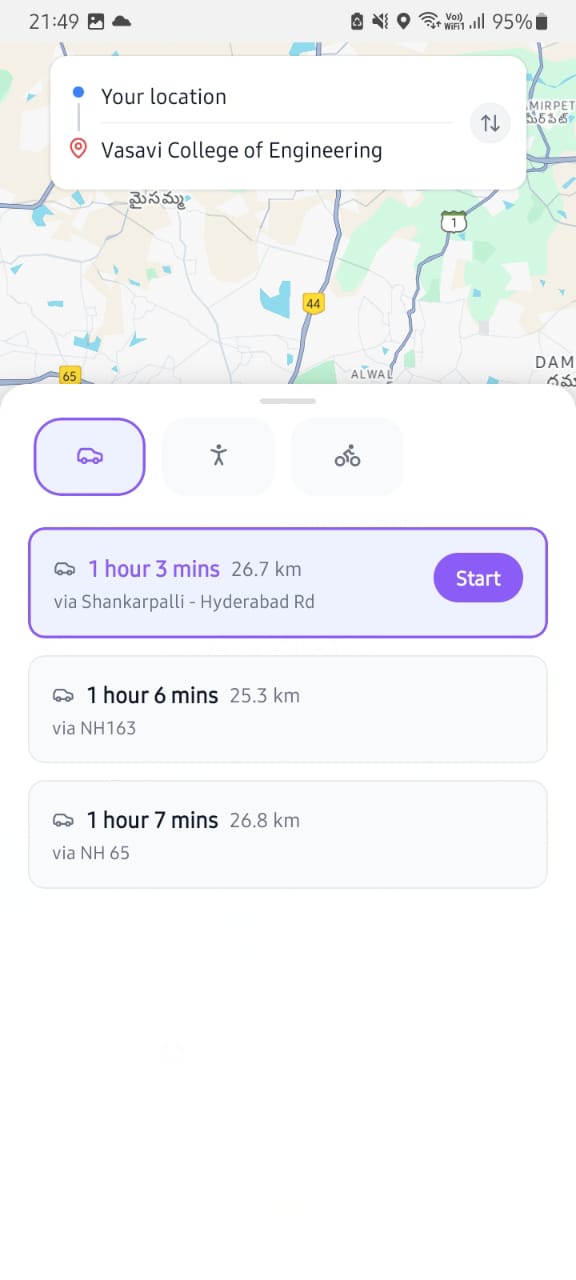 21:49
Vo)) WiFi1 95%
Your location
Vasavi College of Engineering
AMIRPET
మైసమ్మ
1
44
65
ALWAL
DAM
1 hour 3 mins 26.7 km
via Shankarpalli - Hyderabad Rd
Start
1 hour 6 mins 25.3 km
via NH163
1 hour 7 mins 26.8 km
via NH 65